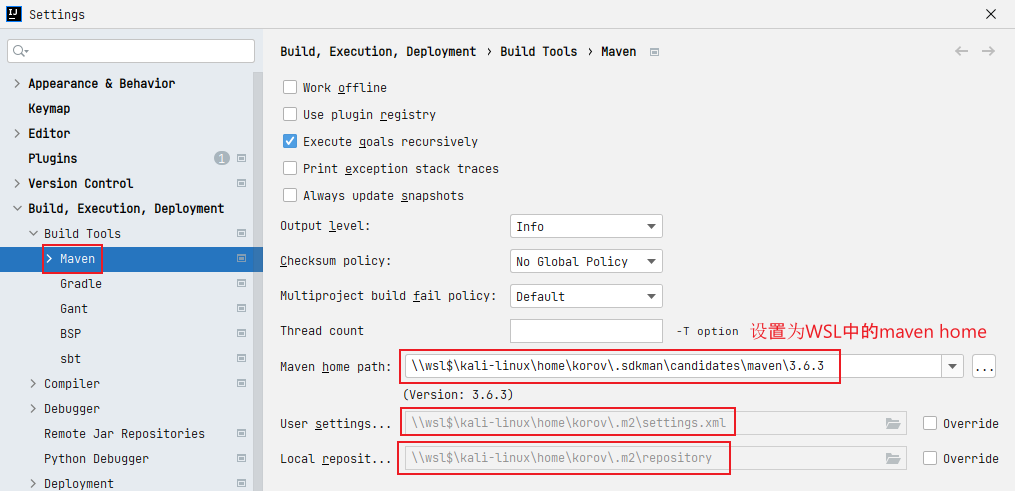 Settings
Appearance & Behavior
Keymap
Editor
Plugins 1
Version Control
Build, Execution, Deployment
Build Tools
Maven
Gradle
Gant
BSP
sbt
Compiler
Debugger
Remote Jar Repositories
Python Debugger
Deployment
Build, Execution, Deployment › Build Tools › Maven
Work offline
Use plugin registry
Execute goals recursively
Print exception stack traces
Always update snapshots
Output level: Info
Checksum policy: No Global Policy
Multiproject build fail policy: Default
Thread count -T option 设置为WSL中的maven home
Maven home path: \\wsl$\kali-linux\home\korov\.sdkman\candidates\maven\3.6.3 ...
(Version: 3.6.3)
User settings... \\wsl$\kali-linux\home\korov\.m2\settings.xml Override
Local reposit... \\wsl$\kali-linux\home\korov\.m2\repository Override